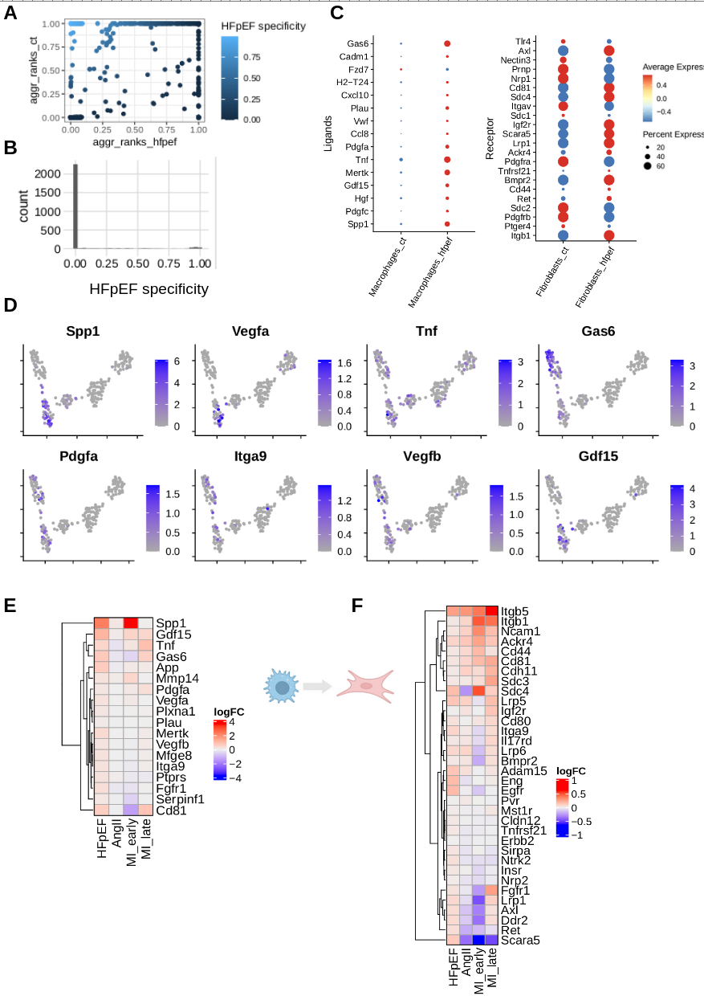 A
1.00
0.75
0.50
0.25
0.00
aggr_ranks_ct
0.00
0.25
0.50
0.75
1.00
aggr_ranks_hfpef
HFpEF specificity
0.75
0.50
0.25
0.00
B
2000
1500
1000
500
0
count
0.00
0.25
0.50
0.75
1.00
HFpEF specificity
C
Ligands
Gas6
Cadm1
Fzd7
H2−T24
Cxcl10
Plau
Vwf
Ccl8
Pdgfa
Tnf
Mertk
Gdf15
Hgf
Pdgfc
Spp1
Macrophages_ct
Macrophages_hfpef
Receptor
Tlr4
Axl
Nectin3
Prnp
Nrp1
Cd81
Sdc4
Itgav
Sdc1
Igf2r
Scara5
Lrp1
Ackr4
Pdgfra
Tnfrsf21
Bmpr2
Cd44
Ret
Sdc2
Pdgfrb
Ptger4
Itgb1
Fibroblasts_ct
Fibroblasts_hfpef
Average Express
0.4
0.0
−0.4
Percent Express
20
40
60
D
Spp1
6
4
2
0
Vegfa
1.6
1.2
0.8
0.4
0.0
Tnf
3
2
1
0
Gas6
3
2
1
0
Pdgfa
1.5
1.0
0.5
0.0
Itga9
1.2
0.8
0.4
0.0
Vegfb
1.5
1.0
0.5
0.0
Gdf15
4
3
2
1
0
E
Spp1
Gdf15
Tnf
Gas6
App
Mmp14
Pdgfa
Vegfa
Plxna1
Plau
Mertk
Vegfb
Mfge8
Itga9
Ptprs
Fgfr1
Serpinf1
Cd81
HFpEF
AngII
MI_early
MI_late
logFC
4
2
0
−2
−4
F
Itgb5
Itgb1
Ncam1
Ackr4
Cd44
Cd81
Cdh11
Sdc3
Sdc4
Lrp5
Igf2r
Cd80
Itga9
Il17rd
Lrp6
Bmpr2
Adam15
Eng
Egfr
Pvr
Mst1r
Cldn12
Tnfrsf21
Erbb2
Sirpa
Ntrk2
Insr
Nrp2
Fgfr1
Lrp1
Axl
Ddr2
Ret
Scara5
HFpEF
AngII
MI_early
MI_late
logFC
1
0.5
0
−0.5
−1